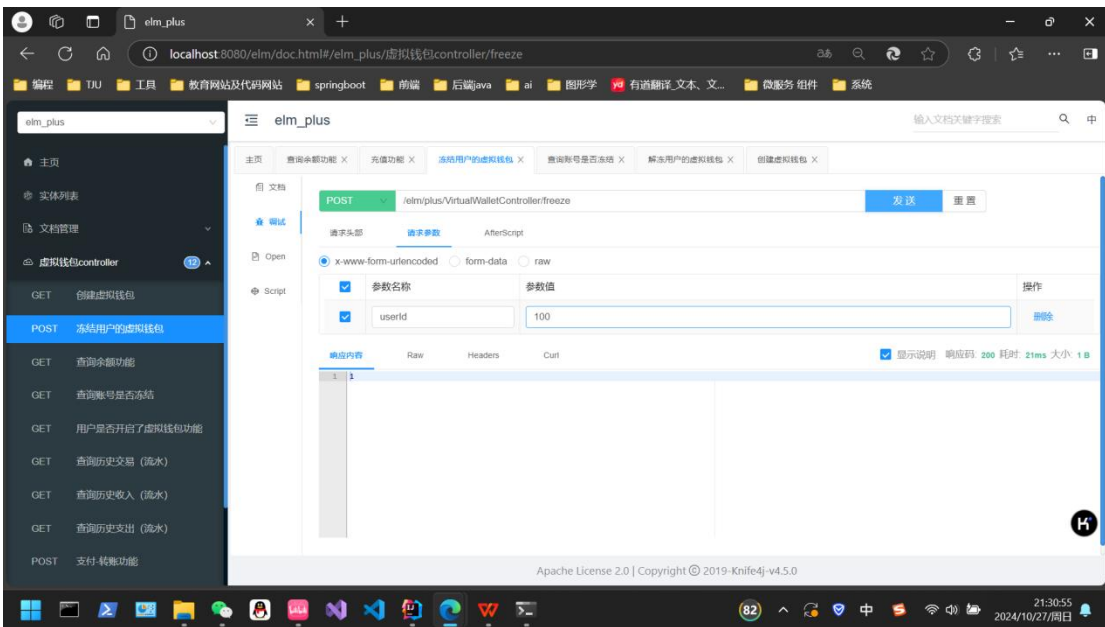 elm_plus
localhost:8080/elm/doc.html#/elm_plus/虚拟钱包controller/freeze
编程 TJU 工具 教育网站及代码网站 springboot 前端 后端java ai 图形学 yd 有道翻译_文本、文... 微服务 组件 系统
elm_plus
elm_plus
输入文档关键字搜索
中
主页 查询余额功能 × 充值功能 × 冻结用户的虚拟钱包 × 查询账号是否冻结 × 解冻用户的虚拟钱包 × 创建虚拟钱包 ×
主页
实体列表
文档管理
虚拟钱包controller 12
GET 创建虚拟钱包
POST 冻结用户的虚拟钱包
GET 查询余额功能
GET 查询账号是否冻结
GET 用户是否开启了虚拟钱包功能
GET 查询历史交易（流水）
GET 查询历史收入（流水）
GET 查询历史支出（流水）
POST 支付-转账功能
文档
调试
Open
Script
POST /elm/plus/VirtualWalletController/freeze 发 送 重 置
请求头部 请求参数 AfterScript
x-www-form-urlencoded form-data raw
参数名称 参数值 操作
userId 100 删除
响应内容 Raw Headers Curl 显示说明 响应码: 200 耗时: 21ms 大小: 1 B
1 1
Apache License 2.0 | Copyright © 2019-Knife4j-v4.5.0
82 中 21:30:55
2024/10/27/周日